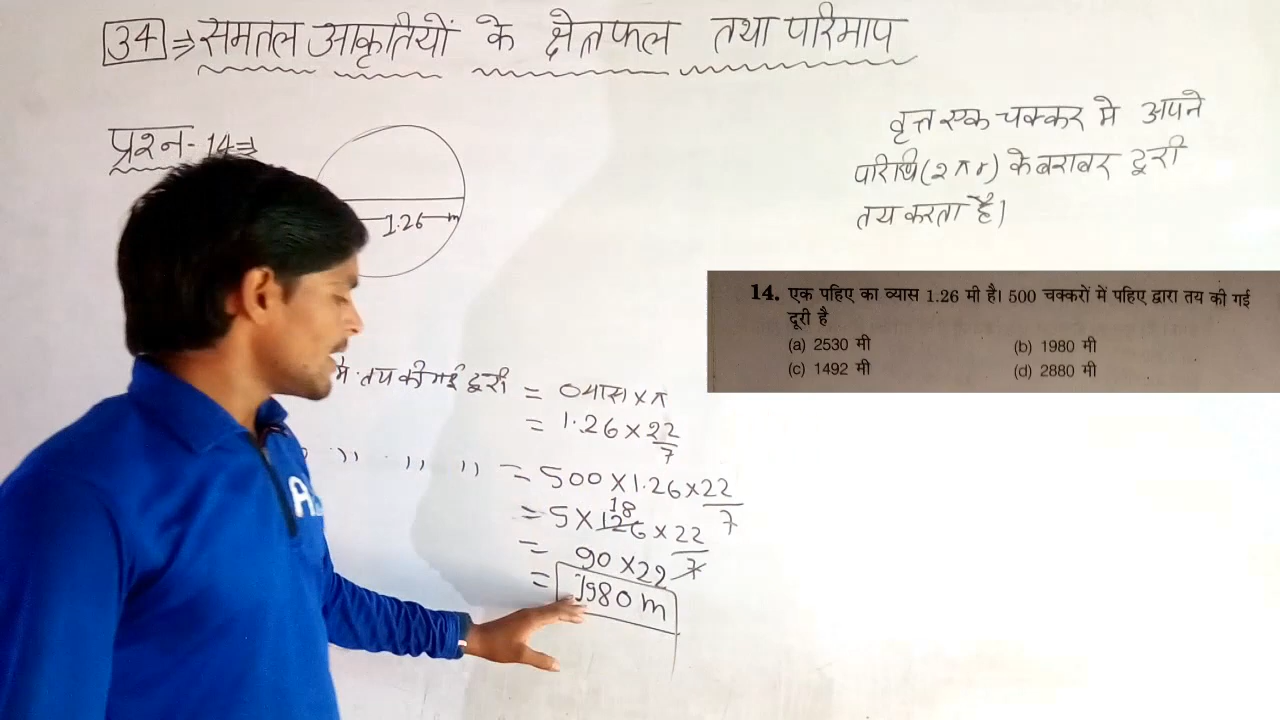 34 ⇒ समतल आकृतियों के क्षेत्रफल तथा परिमाप
प्रश्न-14⇒
1.26 m
वृत्त एक चक्कर मे अपने
परिधि(2πr) के बराबर दूरी
तय करता है।
14. एक पहिए का व्यास 1.26 मी है। 500 चक्करों में पहिए द्वारा तय की गई
दूरी है
(a) 2530 मी (b) 1980 मी
(c) 1492 मी (d) 2880 मी
मे तय की गई दूरी = व्यास × π
= 1.26 × 22/7
,, ,, ,, = 500 × 1.26 × 22/7
= 5 × 126 × 22/7
18
= 90 × 22
= 1980 m